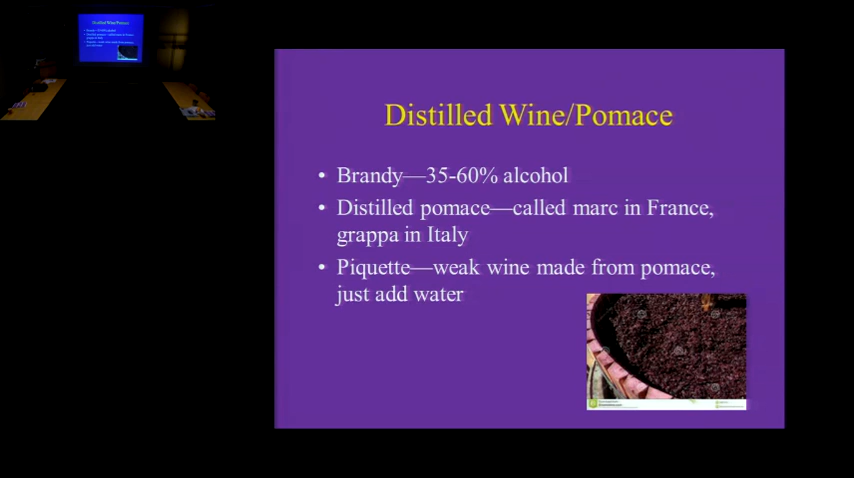 Distilled Wine/Pomace
• Brandy—35-60% alcohol
• Distilled pomace—called marc in France,
grappa in Italy
• Piquette—weak wine made from pomace,
just add water